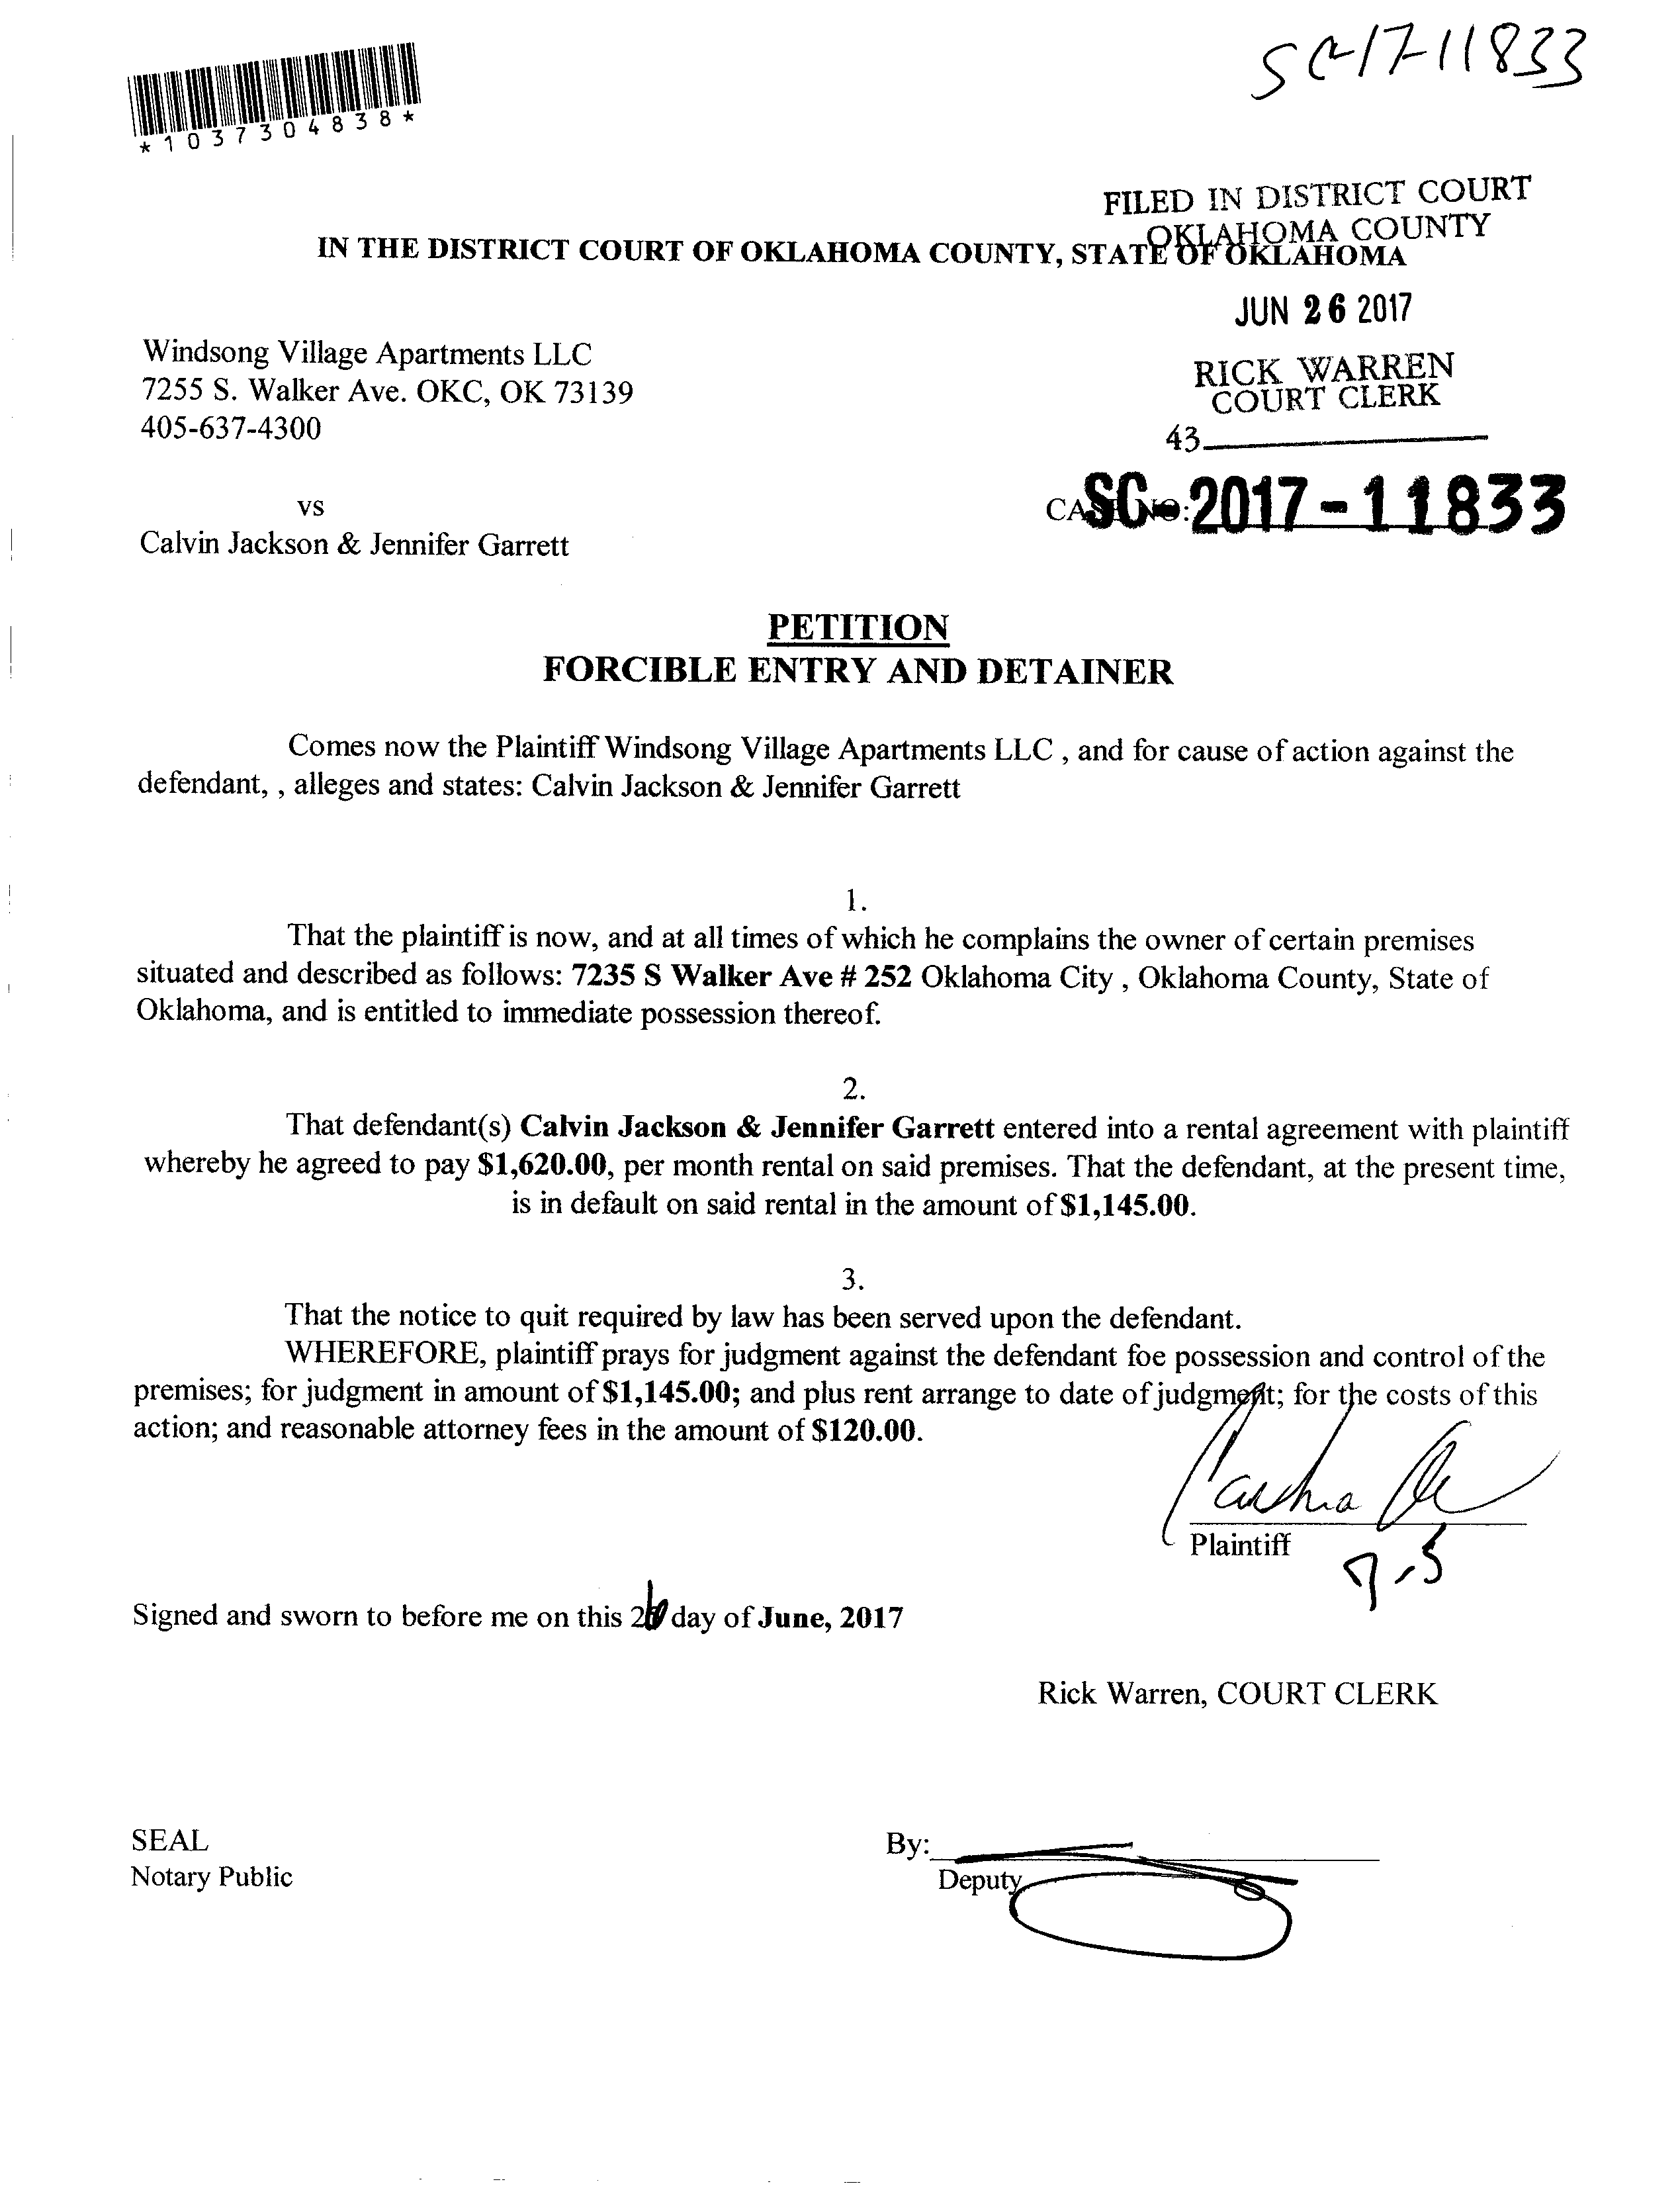 SC-17-11833
*1037304838*
FILED IN DISTRICT COURT
OKLAHOMA COUNTY
IN THE DISTRICT COURT OF OKLAHOMA COUNTY, STATE OF OKLAHOMA
JUN 26 2017
Windsong Village Apartments LLC
7255 S. Walker Ave. OKC, OK 73139
405-637-4300
RICK WARREN
COURT CLERK
43
vs
CASE NO: SC-2017-11833
Calvin Jackson & Jennifer Garrett
PETITION
FORCIBLE ENTRY AND DETAINER
Comes now the Plaintiff Windsong Village Apartments LLC , and for cause of action against the
defendant, , alleges and states: Calvin Jackson & Jennifer Garrett
1.
That the plaintiff is now, and at all times of which he complains the owner of certain premises
situated and described as follows: 7235 S Walker Ave # 252 Oklahoma City , Oklahoma County, State of
Oklahoma, and is entitled to immediate possession thereof.
2.
That defendant(s) Calvin Jackson & Jennifer Garrett entered into a rental agreement with plaintiff
whereby he agreed to pay $1,620.00, per month rental on said premises. That the defendant, at the present time,
is in default on said rental in the amount of $1,145.00.
3.
That the notice to quit required by law has been served upon the defendant.
WHEREFORE, plaintiff prays for judgment against the defendant foe possession and control of the
premises; for judgment in amount of $1,145.00; and plus rent arrange to date of judgment; for the costs of this
action; and reasonable attorney fees in the amount of $120.00.
Plaintiff
7-5
Signed and sworn to before me on this 26 day of June, 2017
Rick Warren, COURT CLERK
SEAL
Notary Public
By:
Deputy